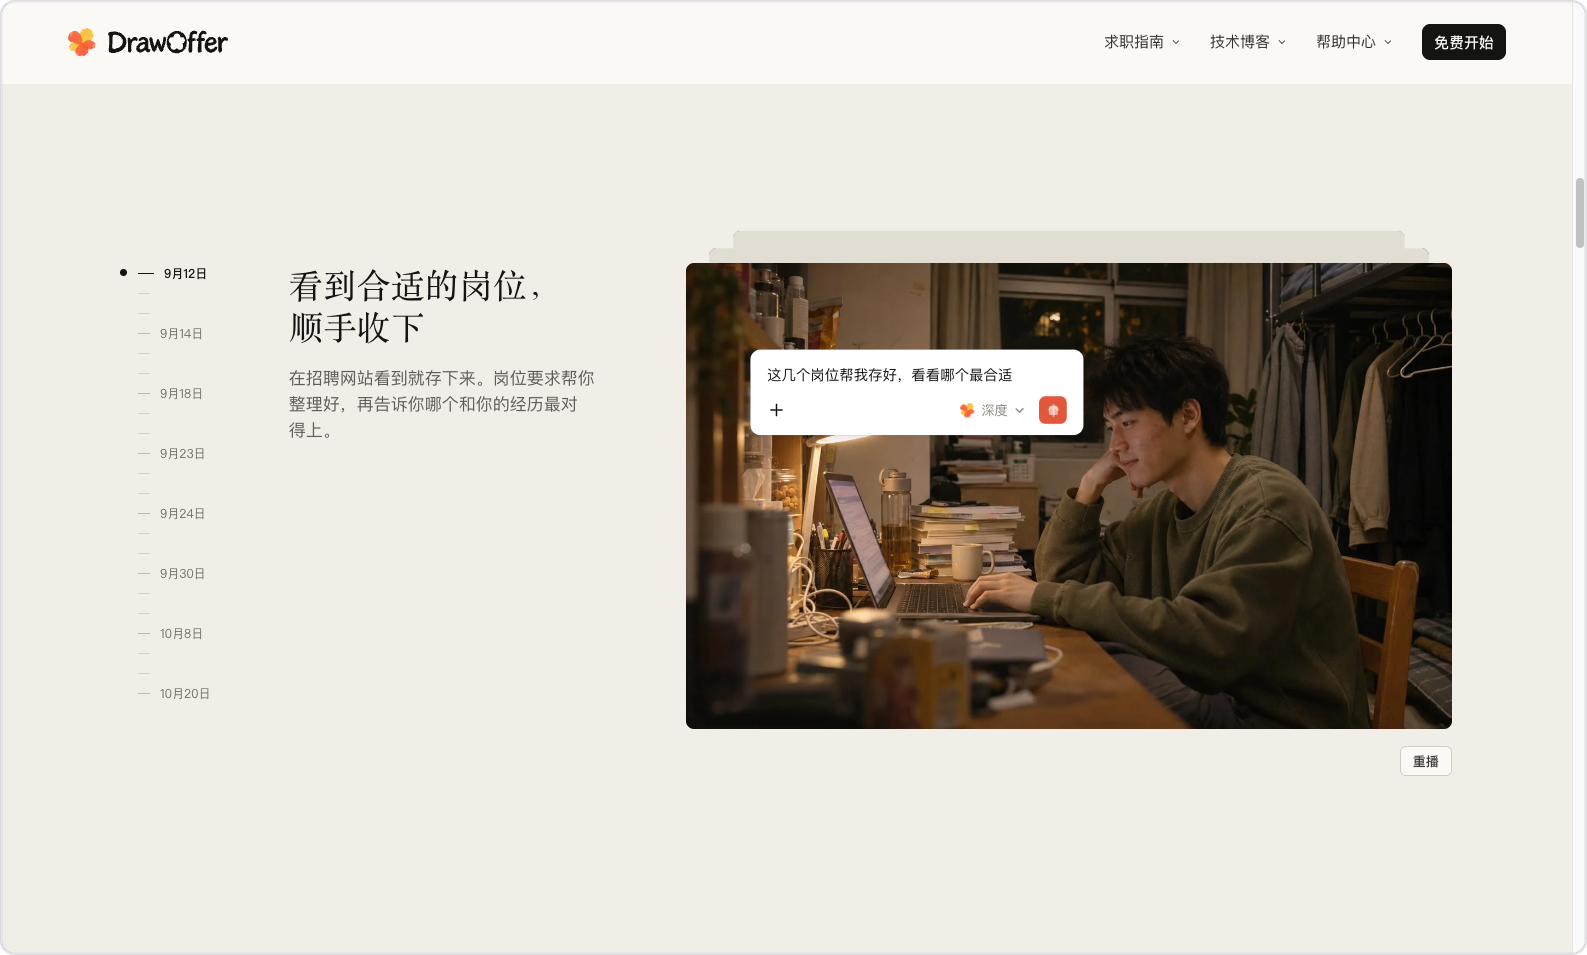 DrawOffer
求职指南
技术博客
帮助中心
免费开始
9月12日
9月14日
9月18日
9月23日
9月24日
9月30日
10月8日
10月20日
看到合适的岗位，
顺手收下
在招聘网站看到就存下来。岗位要求帮你
整理好，再告诉你哪个和你的经历最对
得上。
这几个岗位帮我存好，看看哪个最合适
深度
重播